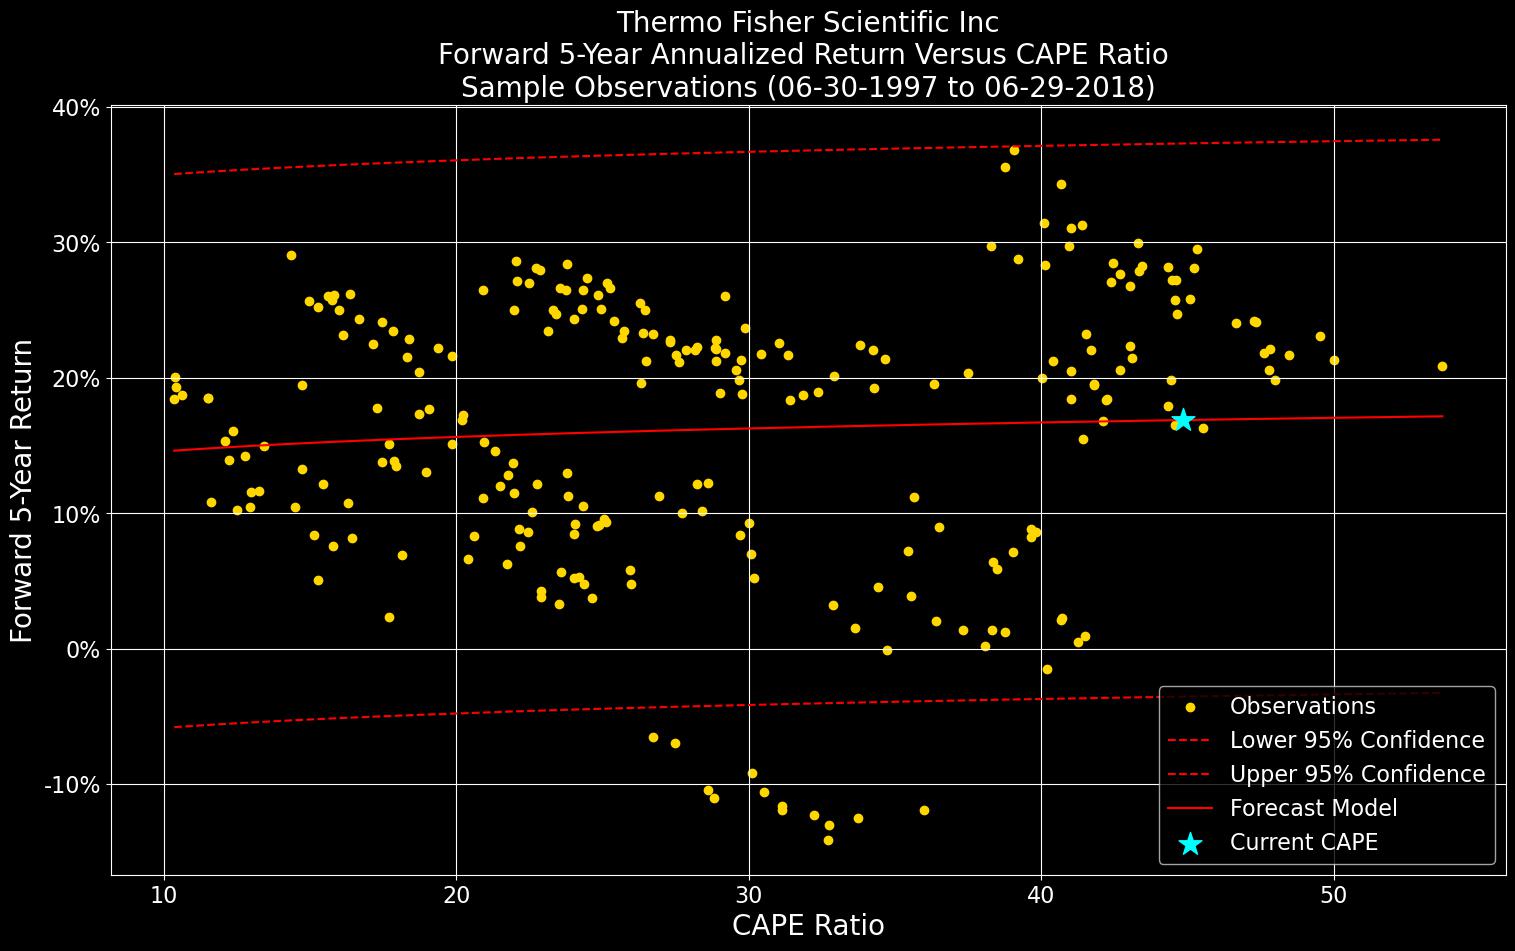 Thermo Fisher Scientific Inc
Forward 5-Year Annualized Return Versus CAPE Ratio
Sample Observations (06-30-1997 to 06-29-2018)
40%
30%
20%
10%
0%
-10%
Forward 5-Year Return
10
20
30
40
50
CAPE Ratio
Observations
Lower 95% Confidence
Upper 95% Confidence
Forecast Model
Current CAPE